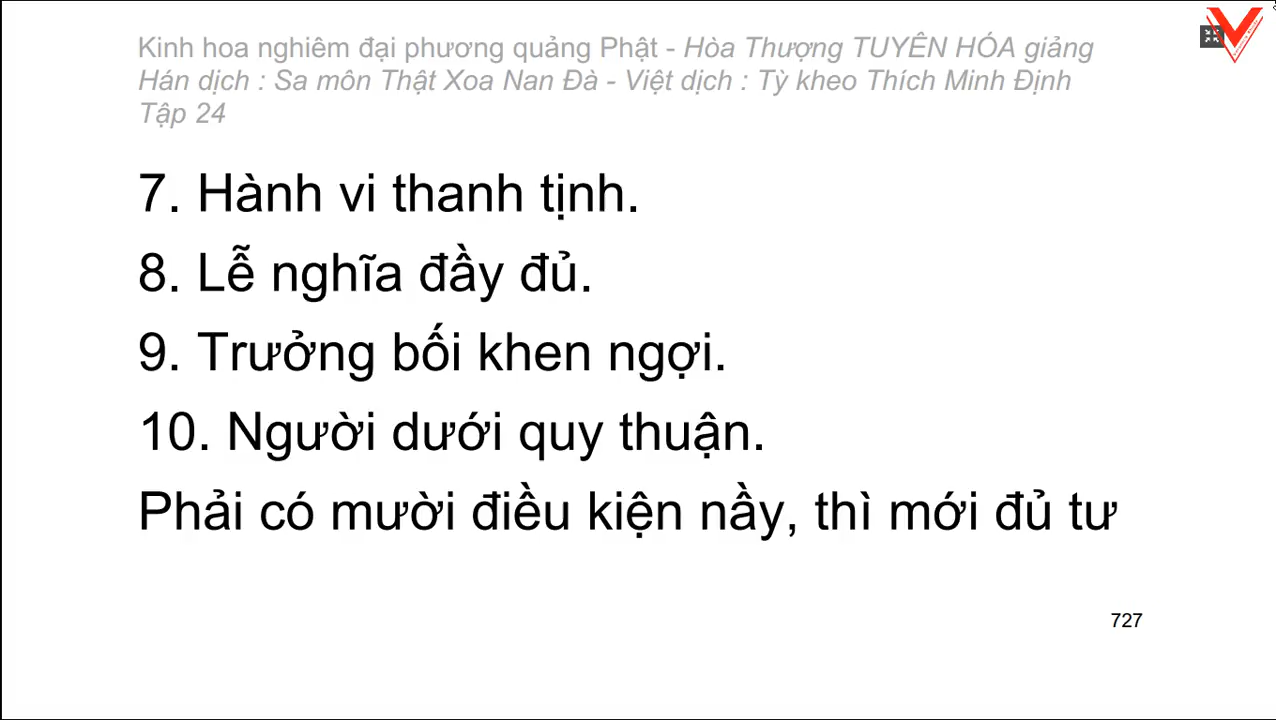 Kinh hoa nghiêm đại phương quảng Phật - Hòa Thượng TUYÊN HÓA giảng
Hán dịch : Sa môn Thật Xoa Nan Đà - Việt dịch : Tỳ kheo Thích Minh Định
Tập 24
7. Hành vi thanh tịnh.
8. Lễ nghĩa đầy đủ.
9. Trưởng bối khen ngợi.
10. Người dưới quy thuận.
Phải có mười điều kiện nầy, thì mới đủ tư
727